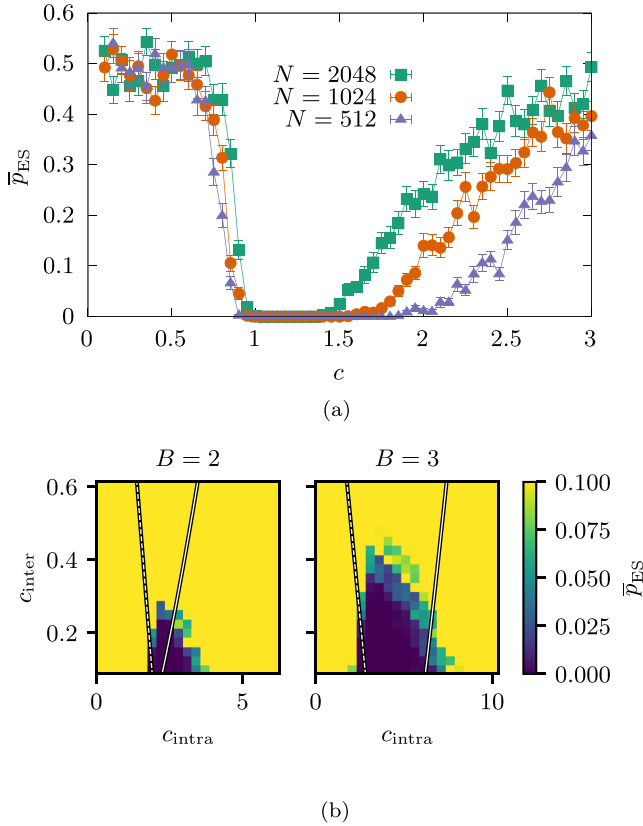 0.6
0.5
0.4
0.3
0.2
0.1
0
p̅ES
N = 2048
N = 1024
N = 512
0 0.5 1 1.5 2 2.5 3
c
(a)
B = 2 B = 3
0.6
0.4
0.2
cinter
0 5
0 10
cintra cintra
0.100
0.075
0.050
0.025
0.000
p̅ES
(b)